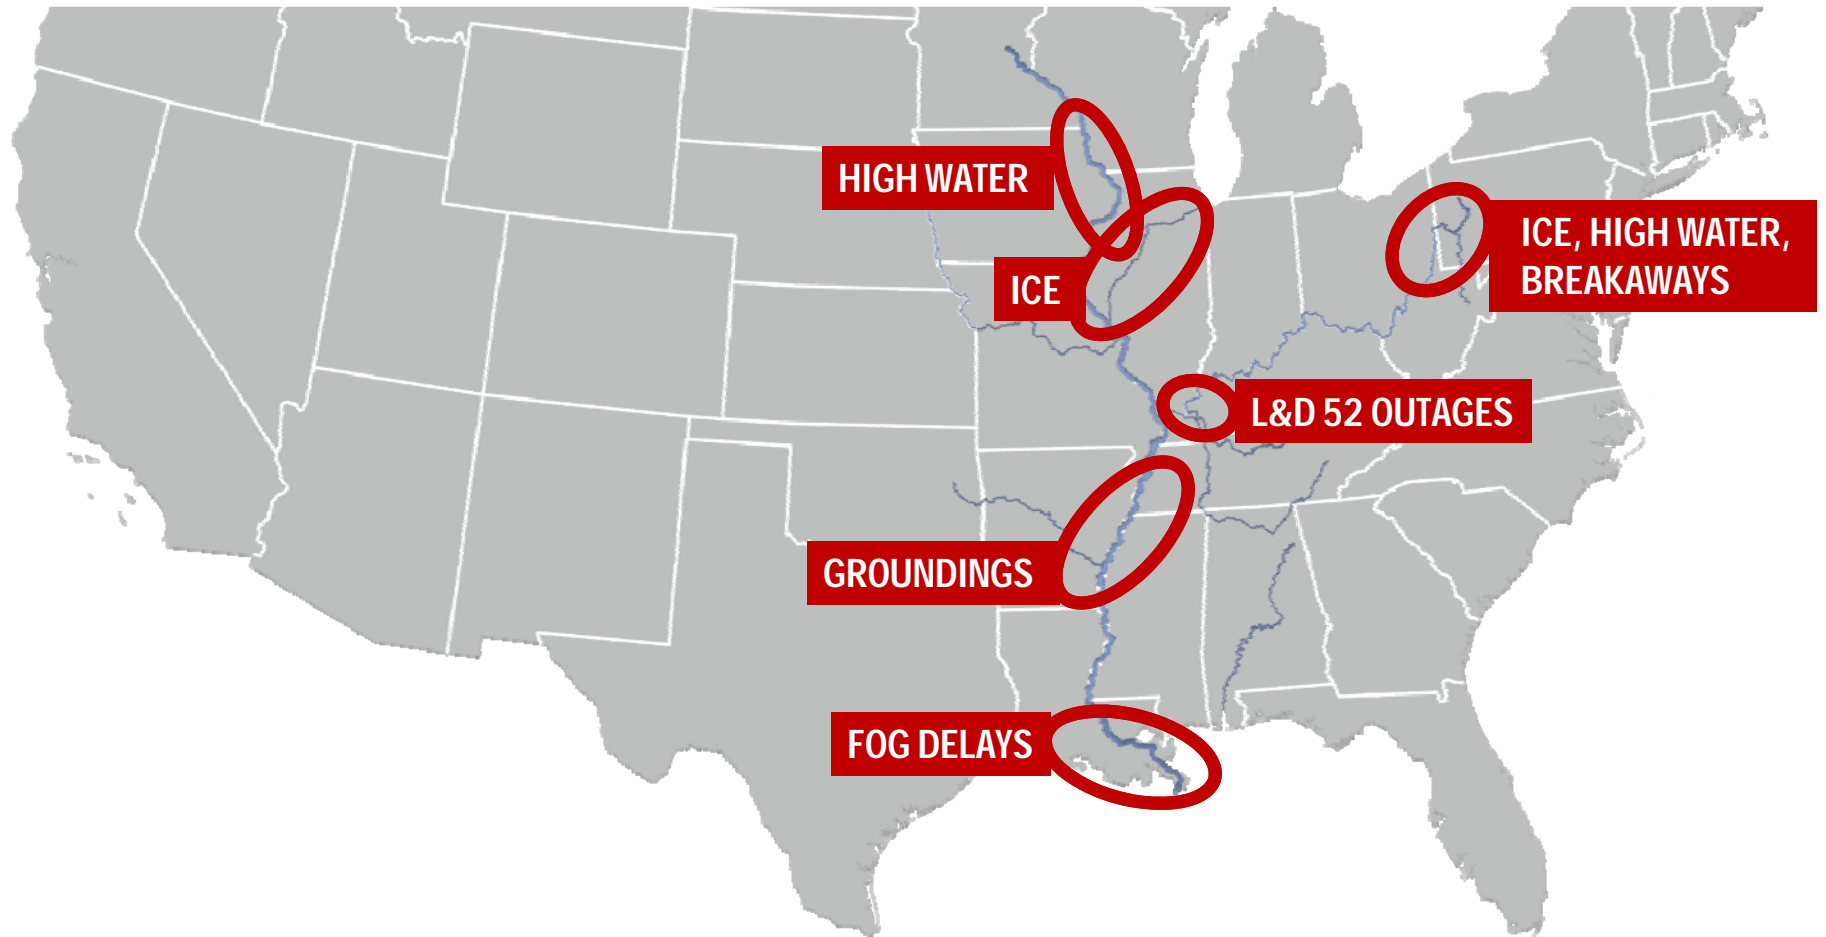 HIGH WATER
ICE, HIGH WATER,
BREAKAWAYS
ICE
L&D 52 OUTAGES
GROUNDINGS
FOG DELAYS